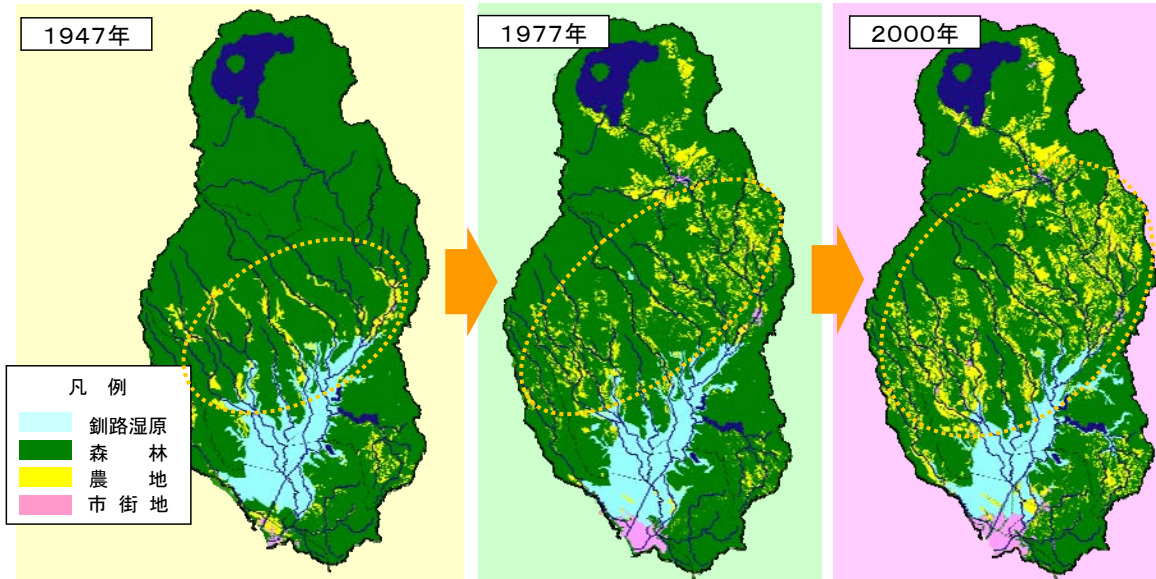 1947年
1977年
2000年
凡 例
釧路湿原
森 林
農 地
市 街 地